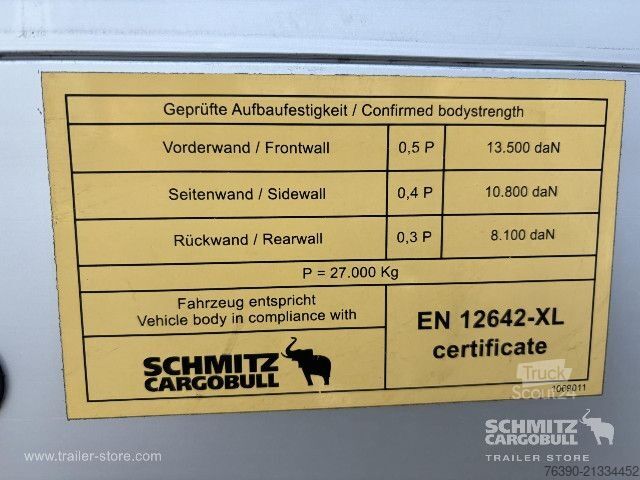 Geprüfte Aufbaufestigkeit / Confirmed bodystrength
Vorderwand / Frontwall 0,5 P 13.500 daN
Seitenwand / Sidewall 0,4 P 10.800 daN
Rückwand / Rearwall 0,3 P 8.100 daN
P = 27.000 Kg
Fahrzeug entspricht
Vehicle body in compliance with
SCHMITZ
CARGOBULL
EN 12642-XL
certificate
Truck
Scout24
1068011
SCHMITZ
CARGOBULL
TRAILER STORE
www.trailer-store.com
76390-21334452